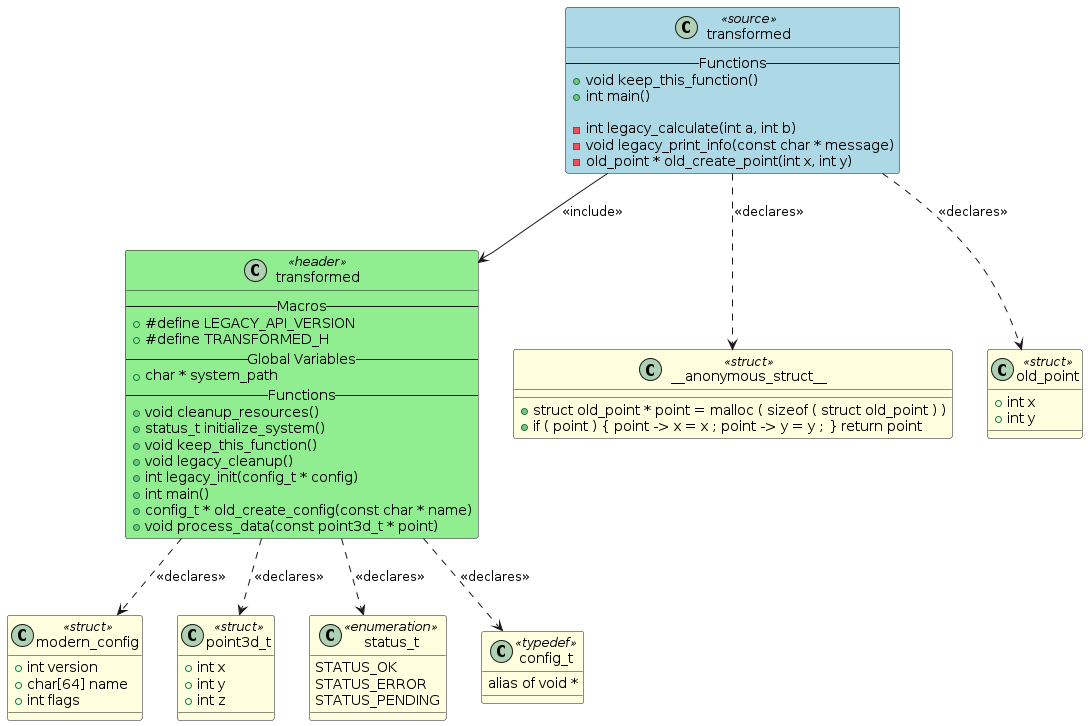 «source»
C transformed
Functions
void keep_this_function()
int main()
int legacy_calculate(int a, int b)
void legacy_print_info(const char * message)
old_point * old_create_point(int x, int y)
«include»
«declares»
«declares»
«header»
C transformed
Macros
#define LEGACY_API_VERSION
#define TRANSFORMED_H
Global Variables
char * system_path
Functions
void cleanup_resources()
status_t initialize_system()
void keep_this_function()
void legacy_cleanup()
int legacy_init(config_t * config)
int main()
config_t * old_create_config(const char * name)
void process_data(const point3d_t * point)
«struct»
C __anonymous_struct__
struct old_point * point = malloc ( sizeof ( struct old_point ) )
if ( point ) { point -> x = x ; point -> y = y ; } return point
«struct»
C old_point
int x
int y
«declares»
«declares»
«declares»
«declares»
«struct»
C modern_config
int version
char[64] name
int flags
«struct»
C point3d_t
int x
int y
int z
«enumeration»
C status_t
STATUS_OK
STATUS_ERROR
STATUS_PENDING
«typedef»
C config_t
alias of void *